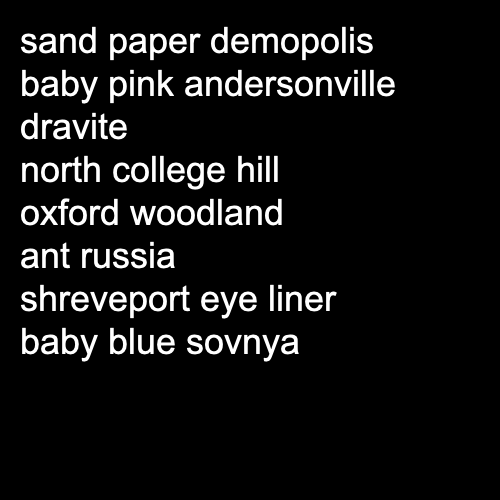 sand paper demopolis
baby pink andersonville
dravite
north college hill
oxford woodland
ant russia
shreveport eye liner
baby blue sovnya